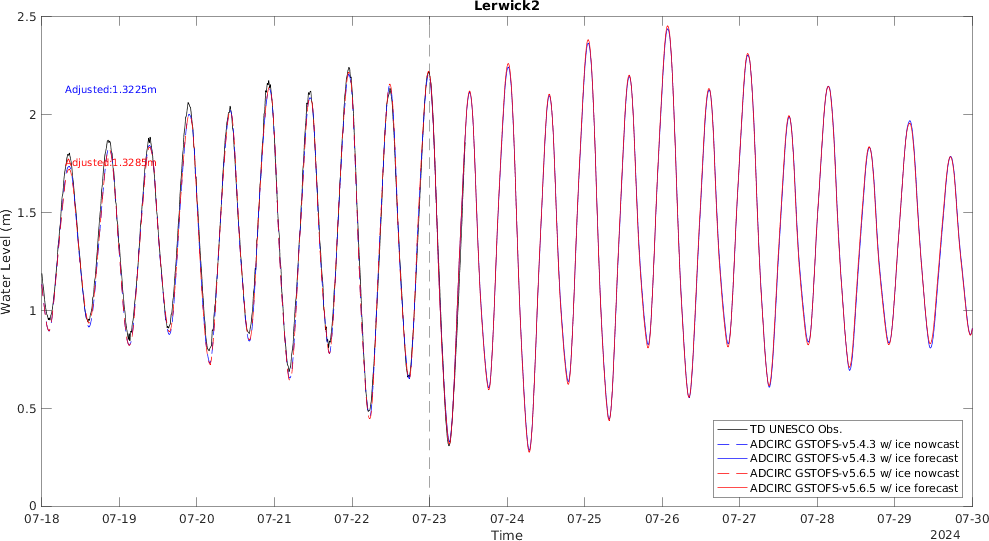 Lerwick2
2.5
2
1.5
1
0.5
0
Water Level (m)
Adjusted:1.3225m
Adjusted:1.3285m
TD UNESCO Obs.
ADCIRC GSTOFS-v5.4.3 w/ ice nowcast
ADCIRC GSTOFS-v5.4.3 w/ ice forecast
ADCIRC GSTOFS-v5.6.5 w/ ice nowcast
ADCIRC GSTOFS-v5.6.5 w/ ice forecast
07-18 07-19 07-20 07-21 07-22 07-23 07-24 07-25 07-26 07-27 07-28 07-29 07-30
Time
2024